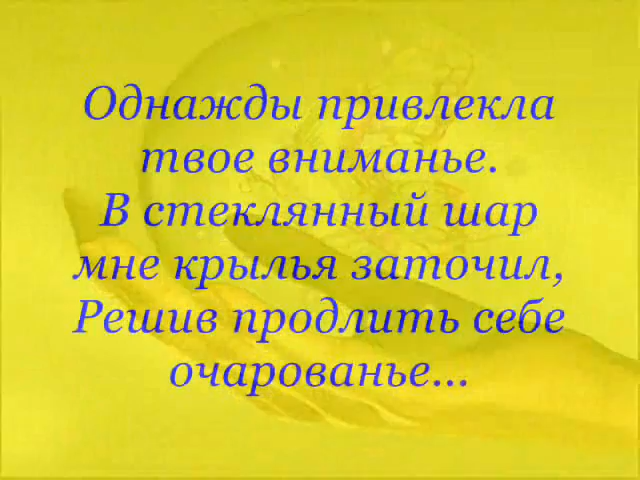 Однажды привлекла
твое вниманье.
В стеклянный шар
мне крылья заточил,
Решив продлить себе
очарованье...